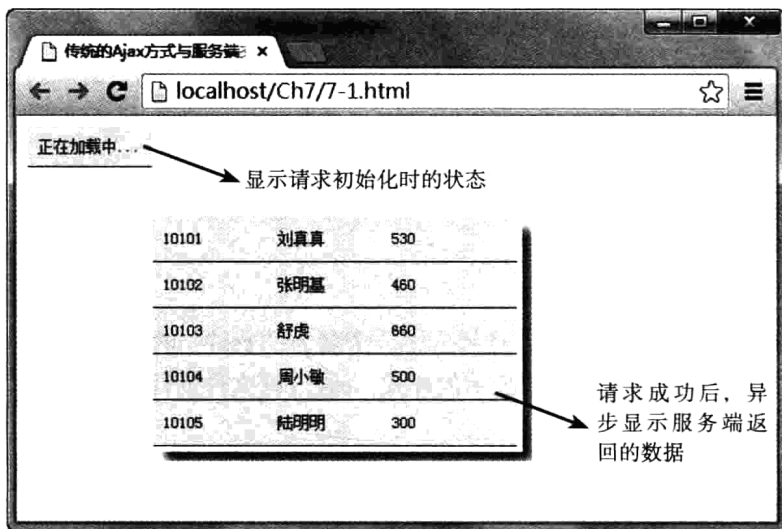 传统的Ajax方式与服务端
localhost/Ch7/7-1.html
正在加载中...
显示请求初始化时的状态
10101 刘真真 530
10102 张明基 460
10103 舒虎 660
10104 周小敏 500
10105 陆明明 300
请求成功后，异
步显示服务端返
回的数据